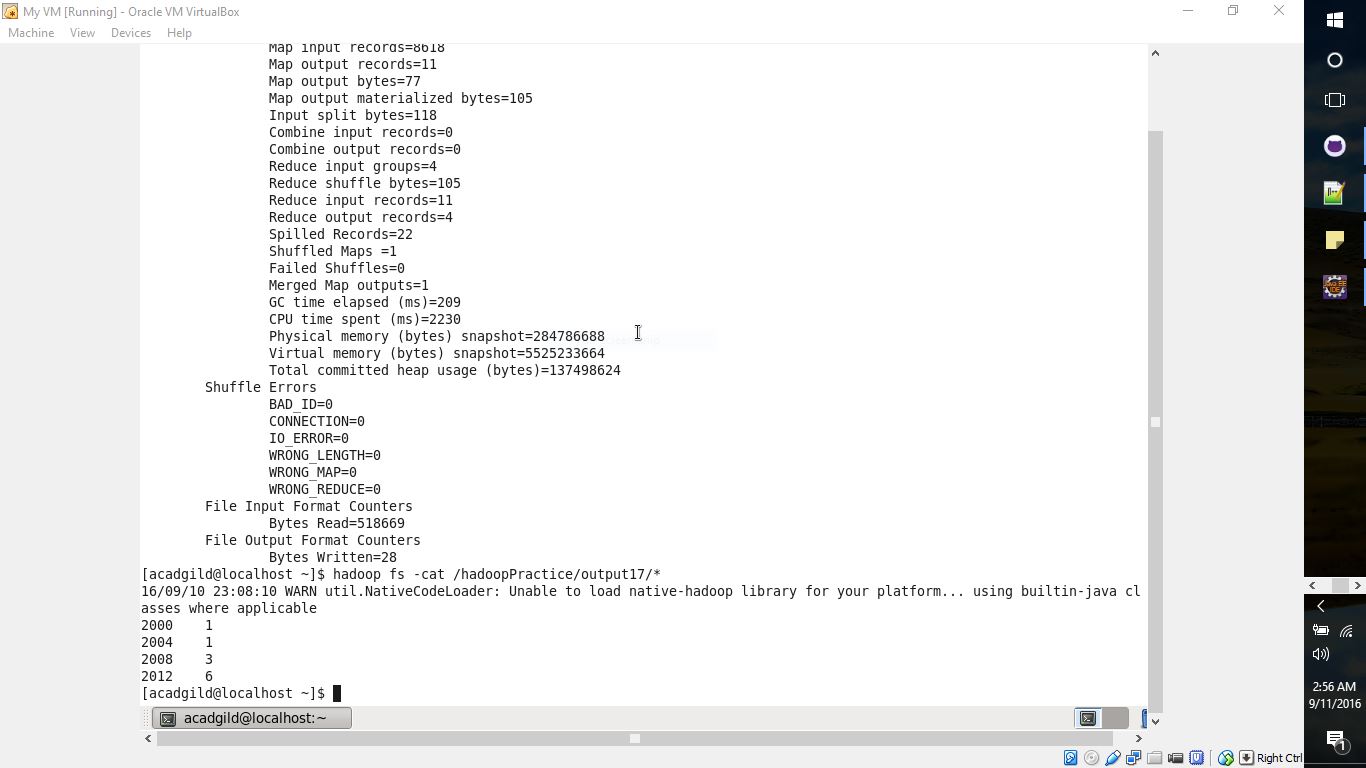 My VM [Running] - Oracle VM VirtualBox
Machine View Devices Help
Map input records=8618
Map output records=11
Map output bytes=77
Map output materialized bytes=105
Input split bytes=118
Combine input records=0
Combine output records=0
Reduce input groups=4
Reduce shuffle bytes=105
Reduce input records=11
Reduce output records=4
Spilled Records=22
Shuffled Maps =1
Failed Shuffles=0
Merged Map outputs=1
GC time elapsed (ms)=209
CPU time spent (ms)=2230
Physical memory (bytes) snapshot=284786688
Virtual memory (bytes) snapshot=5525233664
Total committed heap usage (bytes)=137498624
Shuffle Errors
BAD_ID=0
CONNECTION=0
IO_ERROR=0
WRONG_LENGTH=0
WRONG_MAP=0
WRONG_REDUCE=0
File Input Format Counters
Bytes Read=518669
File Output Format Counters
Bytes Written=28
[acadgild@localhost ~]$ hadoop fs -cat /hadoopPractice/output17/*
16/09/10 23:08:10 WARN util.NativeCodeLoader: Unable to load native-hadoop library for your platform... using builtin-java cl
asses where applicable
2000 1
2004 1
2008 3
2012 6
[acadgild@localhost ~]$
acadgild@localhost:~
Right Ctrl
2:56 AM
9/11/2016
1